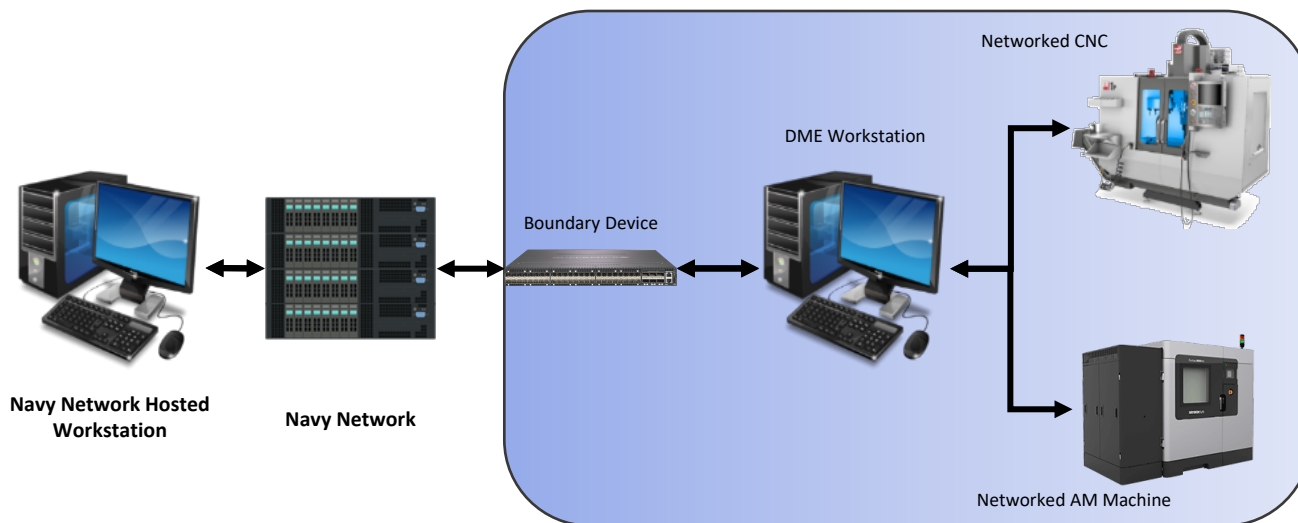 Networked CNC
DME Workstation
Boundary Device
Navy Network Hosted
Workstation
Navy Network
Networked AM Machine